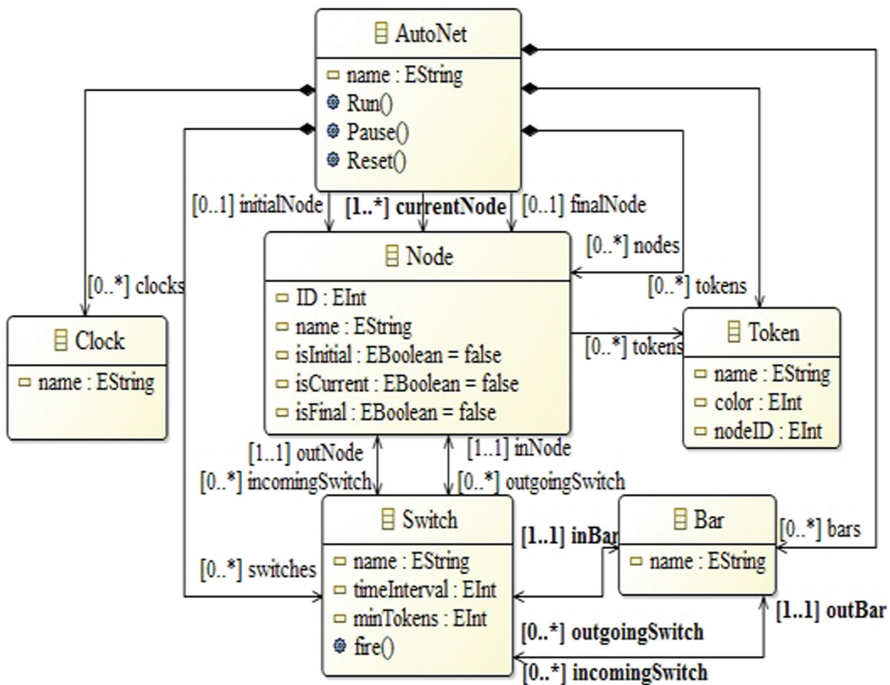 AutoNet
name : EString
Run()
Pause()
Reset()
[0..1] initialNode
[1..*] currentNode
[0..1] finalNode
[0..*] nodes
[0..*] clocks
[0..*] tokens
Node
ID : EInt
name : EString
isInitial : EBoolean = false
isCurrent : EBoolean = false
isFinal : EBoolean = false
[0..*] tokens
Clock
name : EString
Token
name : EString
color : EInt
nodeID : EInt
[1..1] outNode
[1..1] inNode
[0..*] incomingSwitch
[0..*] outgoingSwitch
Switch
name : EString
timeInterval : EInt
minTokens : EInt
fire()
[0..*] switches
[1..1] inBar
Bar
name : EString
[0..*] bars
[1..1] outBar
[0..*] outgoingSwitch
[0..*] incomingSwitch